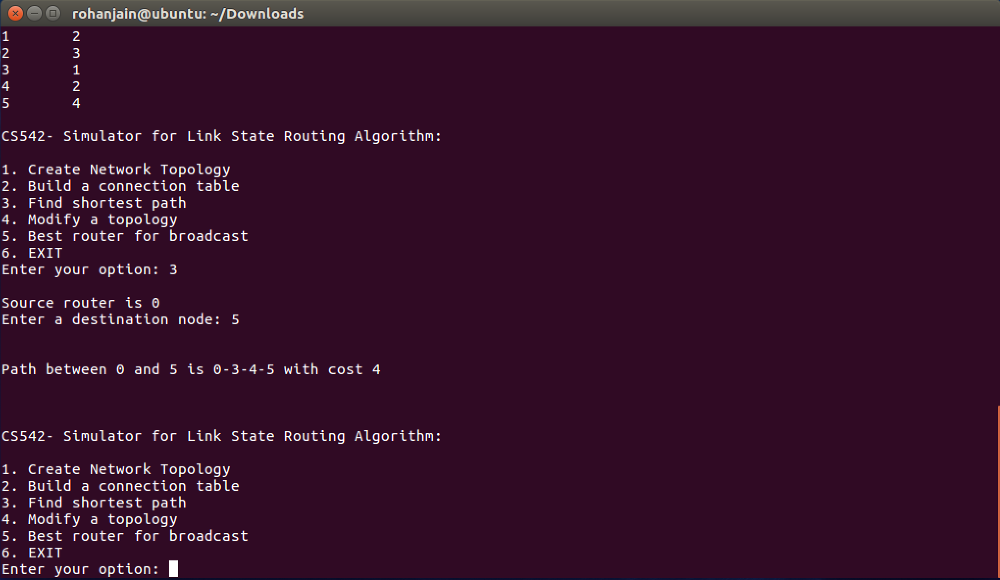 rohanjain@ubuntu: ~/Downloads
1 2
2 3
3 1
4 2
5 4
CS542- Simulator for Link State Routing Algorithm:
1. Create Network Topology
2. Build a connection table
3. Find shortest path
4. Modify a topology
5. Best router for broadcast
6. EXIT
Enter your option: 3
Source router is 0
Enter a destination node: 5
Path between 0 and 5 is 0-3-4-5 with cost 4
CS542- Simulator for Link State Routing Algorithm:
1. Create Network Topology
2. Build a connection table
3. Find shortest path
4. Modify a topology
5. Best router for broadcast
6. EXIT
Enter your option: